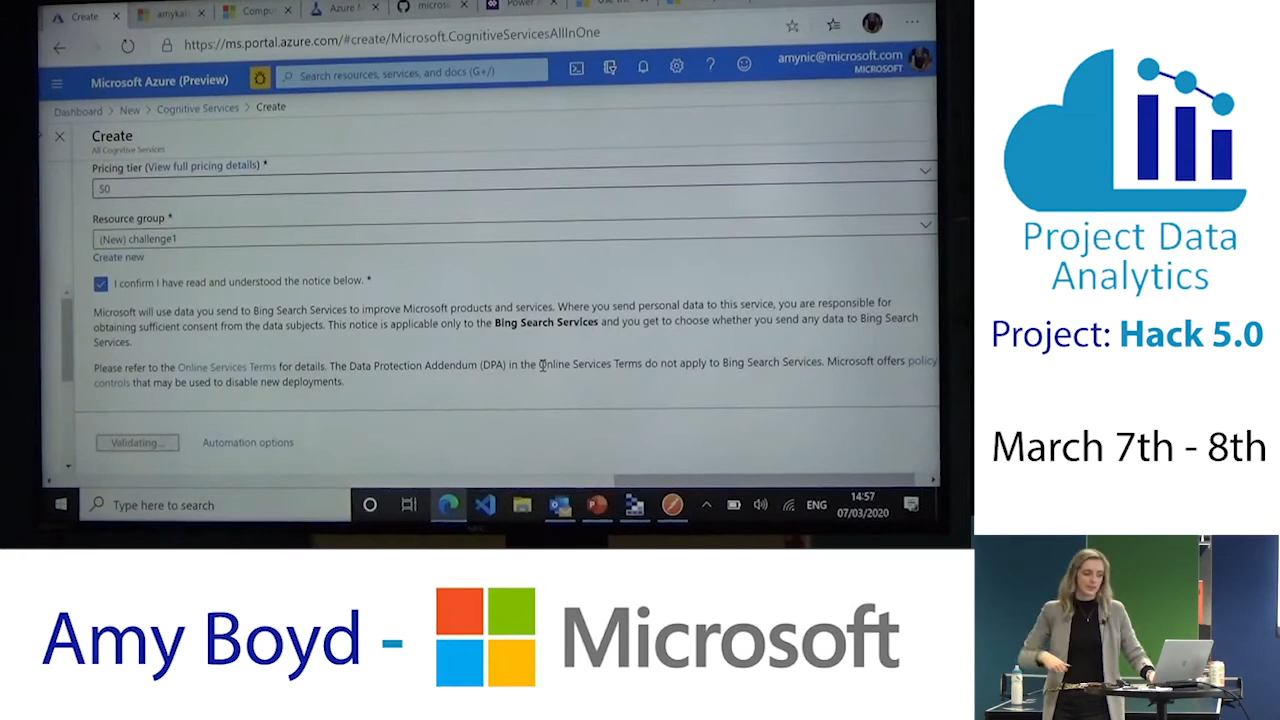 Create
amykai
Compu
Azure M
micros
Power A
https://ms.portal.azure.com/#create/Microsoft.CognitiveServicesAllInOne
Microsoft Azure (Preview)
Search resources, services, and docs (G+/)
amynic@microsoft.com
MICROSOFT
Dashboard > New > Cognitive Services > Create
Create
All Cognitive Services
Pricing tier (View full pricing details) *
S0
Resource group *
(New) challenge1
Create new
I confirm I have read and understood the notice below. *
Microsoft will use data you send to Bing Search Services to improve Microsoft products and services. Where you send personal data to this service, you are responsible for
obtaining sufficient consent from the data subjects. This notice is applicable only to the Bing Search Services and you get to choose whether you send any data to Bing Search
Services.
Please refer to the Online Services Terms for details. The Data Protection Addendum (DPA) in the Online Services Terms do not apply to Bing Search Services. Microsoft offers policy
controls that may be used to disable new deployments.
Validating...
Automation options
Type here to search
ENG
14:57
07/03/2020
Project Data
Analytics
Project: Hack 5.0
March 7th - 8th
Amy Boyd - Microsoft